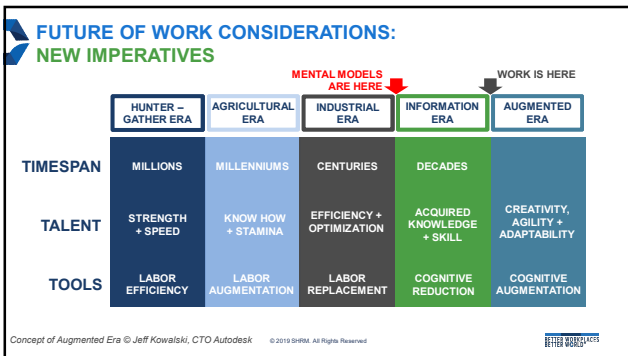 FUTURE OF WORK CONSIDERATIONS:
NEW IMPERATIVES
MENTAL MODELS
ARE HERE
WORK IS HERE
HUNTER –
GATHER ERA
AGRICULTURAL
ERA
INDUSTRIAL
ERA
INFORMATION
ERA
AUGMENTED
ERA
TIMESPAN
MILLIONS
MILLENNIUMS
CENTURIES
DECADES
TALENT
STRENGTH
+ SPEED
KNOW HOW
+ STAMINA
EFFICIENCY +
OPTIMIZATION
ACQUIRED
KNOWLEDGE
+ SKILL
CREATIVITY,
AGILITY +
ADAPTABILITY
TOOLS
LABOR
EFFICIENCY
LABOR
AUGMENTATION
LABOR
REPLACEMENT
COGNITIVE
REDUCTION
COGNITIVE
AUGMENTATION
Concept of Augmented Era © Jeff Kowalski, CTO Autodesk
© 2019 SHRM. All Rights Reserved
BETTER WORKPLACES
BETTER WORLD®